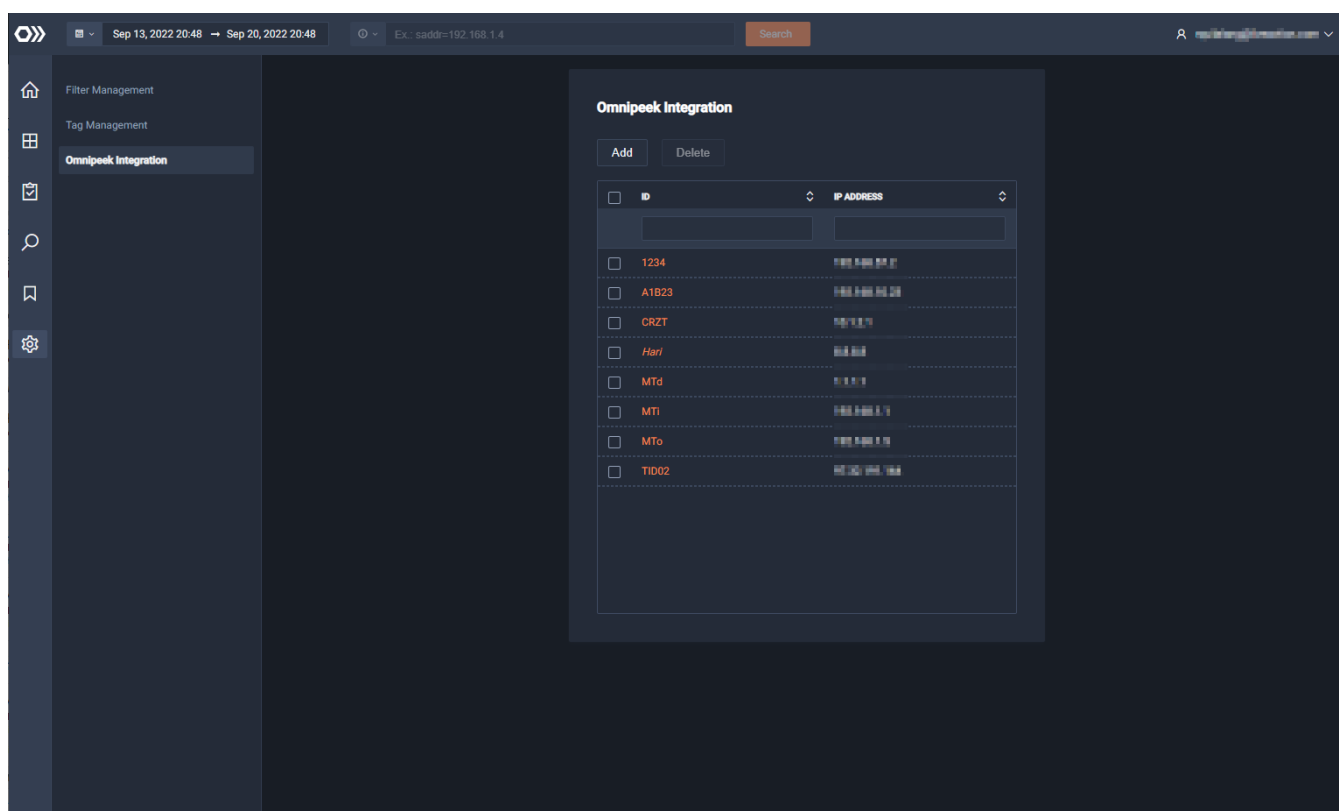 Sep 13, 2022 20:48 → Sep 20, 2022 20:48
Ex.: saddr=192.168.1.4
Search
Filter Management
Tag Management
Omnipeek Integration
Omnipeek Integration
Add Delete
ID IP ADDRESS
1234
A1B23
CRZT
Hari
MTd
MTi
MTo
TID02